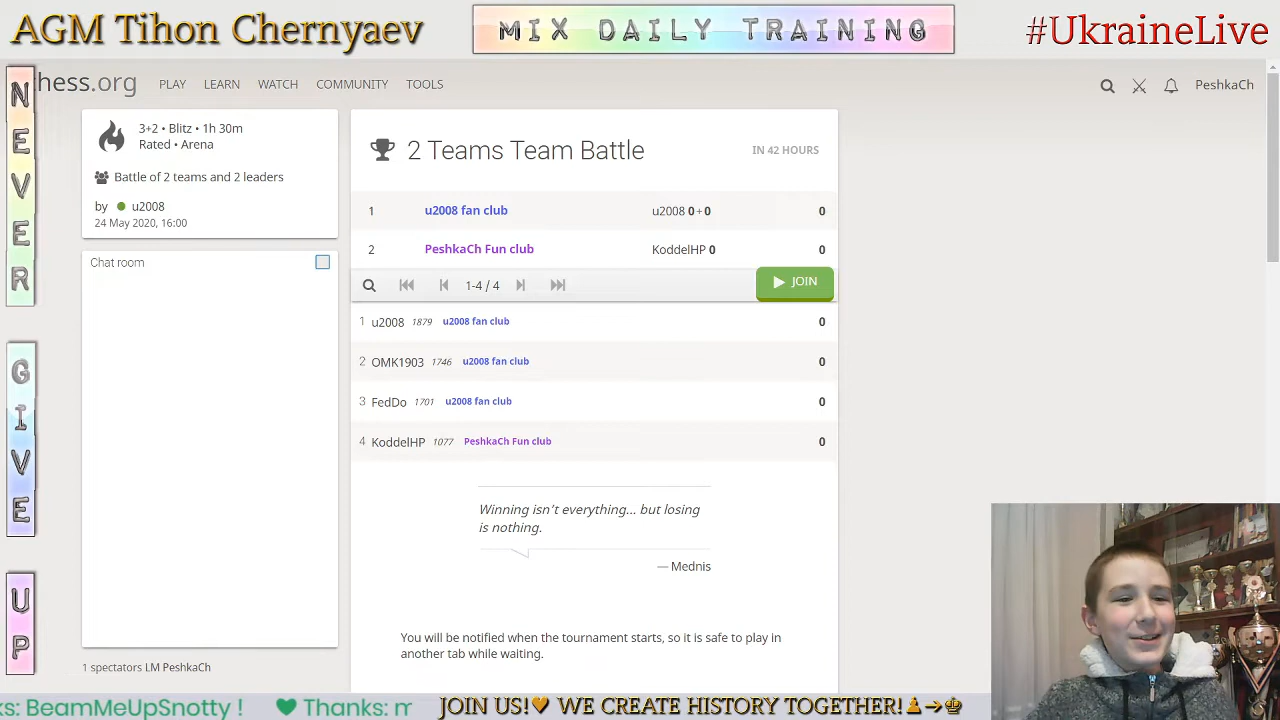 AGM Tihon Chernyaev
MIX DAILY TRAINING
#UkraineLive
NEVER
GIVE
UP
hess.org
PLAY LEARN WATCH COMMUNITY TOOLS
PeshkaCh
3+2 • Blitz • 1h 30m
Rated • Arena
Battle of 2 teams and 2 leaders
by u2008
24 May 2020, 16:00
Chat room
1 spectators LM PeshkaCh
2 Teams Team Battle IN 42 HOURS
1 u2008 fan club u2008 0+0 0
2 PeshkaCh Fun club KoddelHP 0 0
1-4 / 4 JOIN
1 u2008 1879 u2008 fan club 0
2 OMK1903 1746 u2008 fan club 0
3 FedDo 1701 u2008 fan club 0
4 KoddelHP 1077 PeshkaCh Fun club 0
Winning isn't everything... but losing
is nothing.
— Mednis
You will be notified when the tournament starts, so it is safe to play in
another tab while waiting.
ks: BeamMeUpSnotty ! Thanks: m JOIN US! WE CREATE HISTORY TOGETHER!